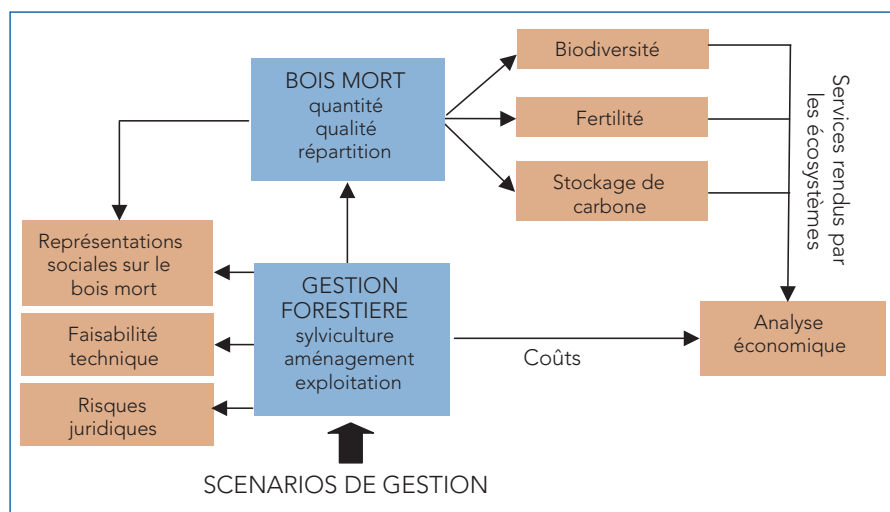 BOIS MORT
quantité
qualité
répartition
Biodiversité
Fertilité
Stockage de
carbone
Services rendus par
les écosystèmes
Représentations
sociales sur le
bois mort
Faisabilité
technique
Risques
juridiques
GESTION
FORESTIERE
sylviculture
aménagement
exploitation
Coûts
Analyse
économique
SCENARIOS DE GESTION